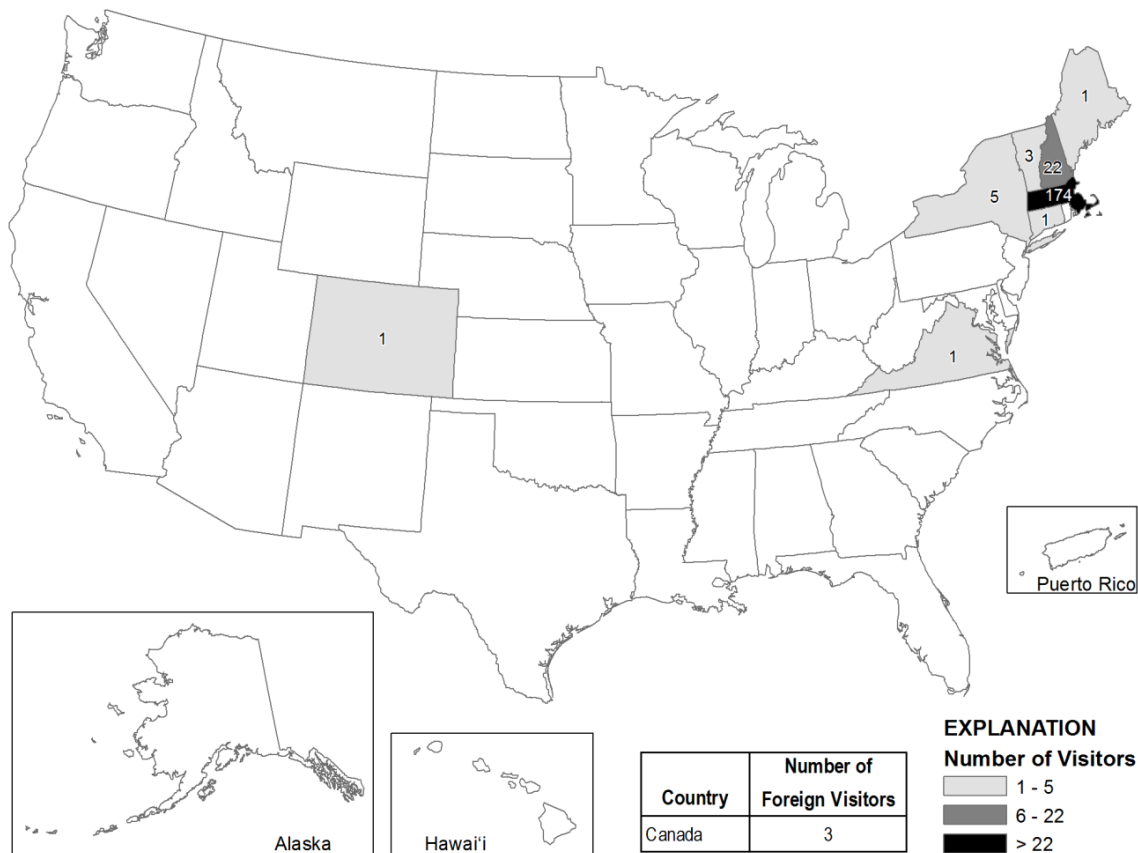 1
3
22
5
174
1
1
1
Puerto Rico
Alaska
Hawai‘i
Country
Number of
Foreign Visitors
Canada
3
EXPLANATION
Number of Visitors
1 - 5
6 - 22
> 22